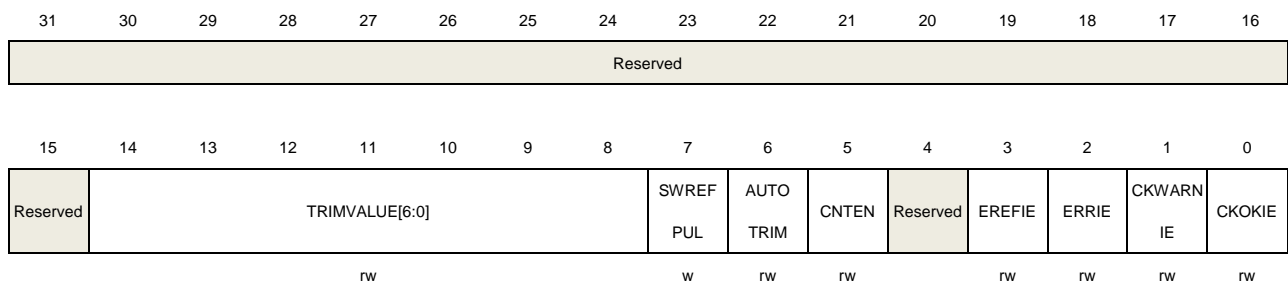 31 30 29 28 27 26 25 24 23 22 21 20 19 18 17 16
Reserved
15 14 13 12 11 10 9 8 7 6 5 4 3 2 1 0
Reserved TRIMVALUE[6:0] SWREF PUL AUTO TRIM CNTEN Reserved EREFIE ERRIE CKWARN IE CKOKIE
rw w rw rw rw rw rw rw